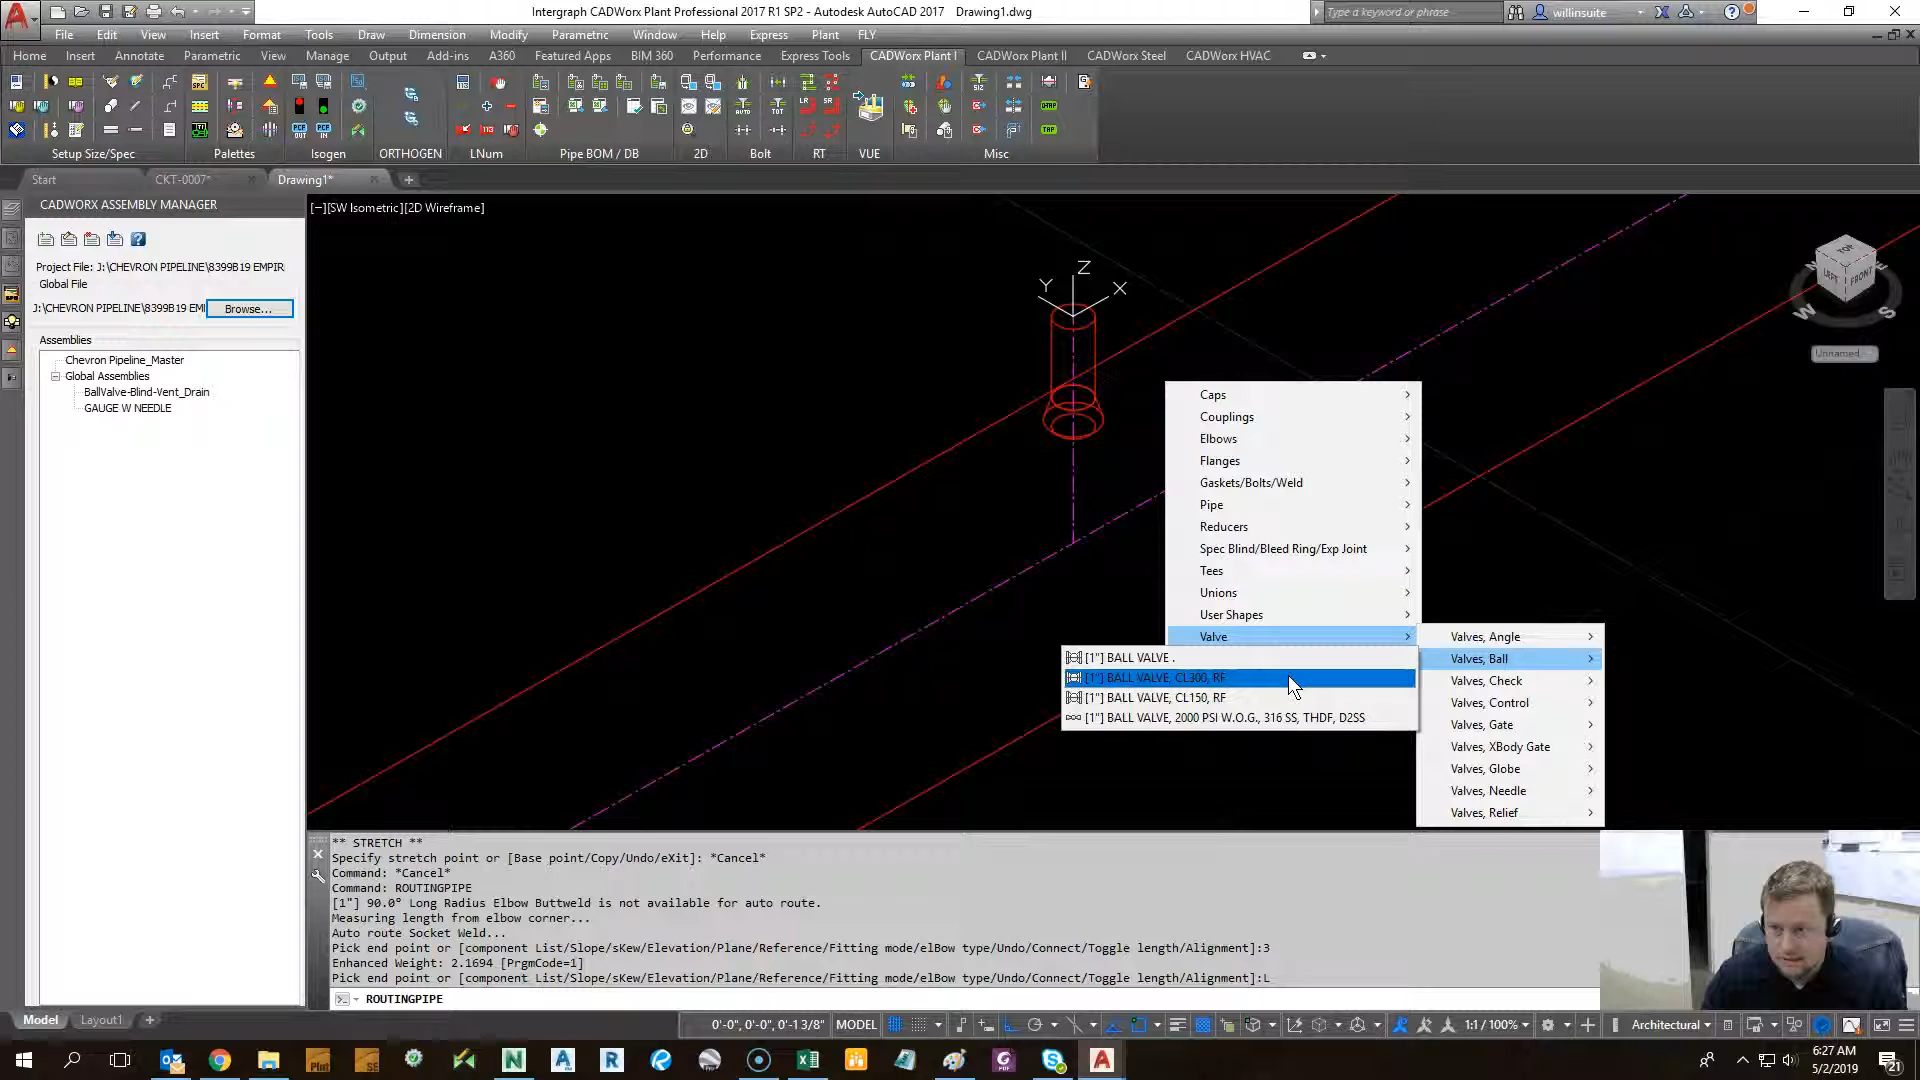 Intergraph CADWorx Plant Professional 2017 R1 SP2 - Autodesk AutoCAD 2017    Drawing1.dwg
Type a keyword or phrase
willinsuite
File Edit View Insert Format Tools Draw Dimension Modify Parametric Window Help Express Plant FLY
Home Insert Annotate Parametric View Manage Output Add-ins A360 Featured Apps BIM 360 Performance Express Tools CADWorx Plant I CADWorx Plant II CADWorx Steel CADWorx HVAC
Setup Size/Spec Palettes Isogen ORTHOGEN LNum Pipe BOM / DB 2D Bolt RT VUE Misc
Start CKT-0007* Drawing1*
CADWORX ASSEMBLY MANAGER
Project File: J:\CHEVRON PIPELINE\8399B19 EMPIR
Global File
J:\CHEVRON PIPELINE\8399B19 EMI
Browse...
Assemblies
Chevron Pipeline_Master
Global Assemblies
BallValve-Blind-Vent_Drain
GAUGE W NEEDLE
[−][SW Isometric][2D Wireframe]
Z
Y
X
TOP
LEFT
FRONT
W
S
Unnamed
Caps
Couplings
Elbows
Flanges
Gaskets/Bolts/Weld
Pipe
Reducers
Spec Blind/Bleed Ring/Exp Joint
Tees
Unions
User Shapes
Valve
[1"] BALL VALVE .
[1"] BALL VALVE, CL300, RF
[1"] BALL VALVE, CL150, RF
[1"] BALL VALVE, 2000 PSI W.O.G., 316 SS, THDF, D2SS
Valves, Angle
Valves, Ball
Valves, Check
Valves, Control
Valves, Gate
Valves, XBody Gate
Valves, Globe
Valves, Needle
Valves, Relief
** STRETCH **
Specify stretch point or [Base point/Copy/Undo/eXit]: *Cancel*
Command: *Cancel*
Command: ROUTINGPIPE
[1"] 90.0° Long Radius Elbow Buttweld is not available for auto route.
Measuring length from elbow corner...
Auto route Socket Weld...
Pick end point or [component List/Slope/sKew/Elevation/Plane/Reference/Fitting mode/elBow type/Undo/Connect/Toggle length/Alignment]:3
Enhanced Weight: 2.1694 [PrgmCode=1]
Pick end point or [component List/Slope/sKew/Elevation/Plane/Reference/Fitting mode/elBow type/Undo/Connect/Toggle length/Alignment]:L
ROUTINGPIPE
Model Layout1
0'-0", 0'-0", 0'-1 3/8" MODEL
1:1 / 100%
Architectural
6:27 AM
5/2/2019
21